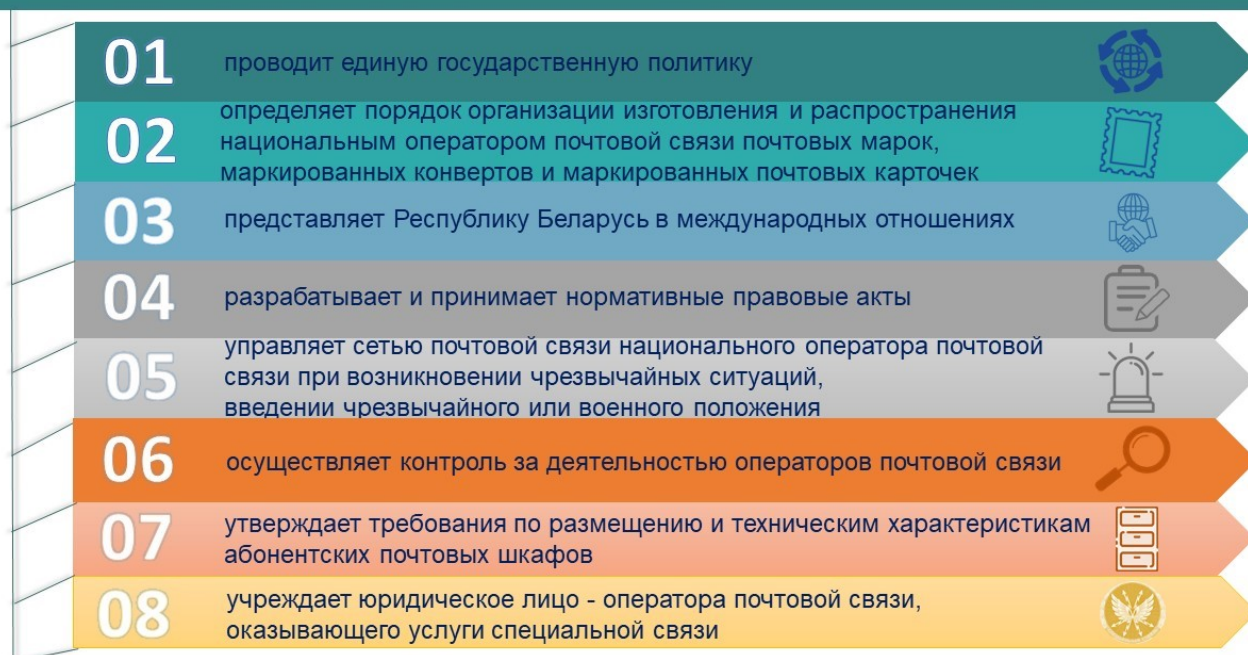 01
проводит единую государственную политику
02
определяет порядок организации изготовления и распространения
национальным оператором почтовой связи почтовых марок,
маркированных конвертов и маркированных почтовых карточек
03
представляет Республику Беларусь в международных отношениях
04
разрабатывает и принимает нормативные правовые акты
05
управляет сетью почтовой связи национального оператора почтовой
связи при возникновении чрезвычайных ситуаций,
введении чрезвычайного или военного положения
06
осуществляет контроль за деятельностью операторов почтовой связи
07
утверждает требования по размещению и техническим характеристикам
абонентских почтовых шкафов
08
учреждает юридическое лицо - оператора почтовой связи,
оказывающего услуги специальной связи